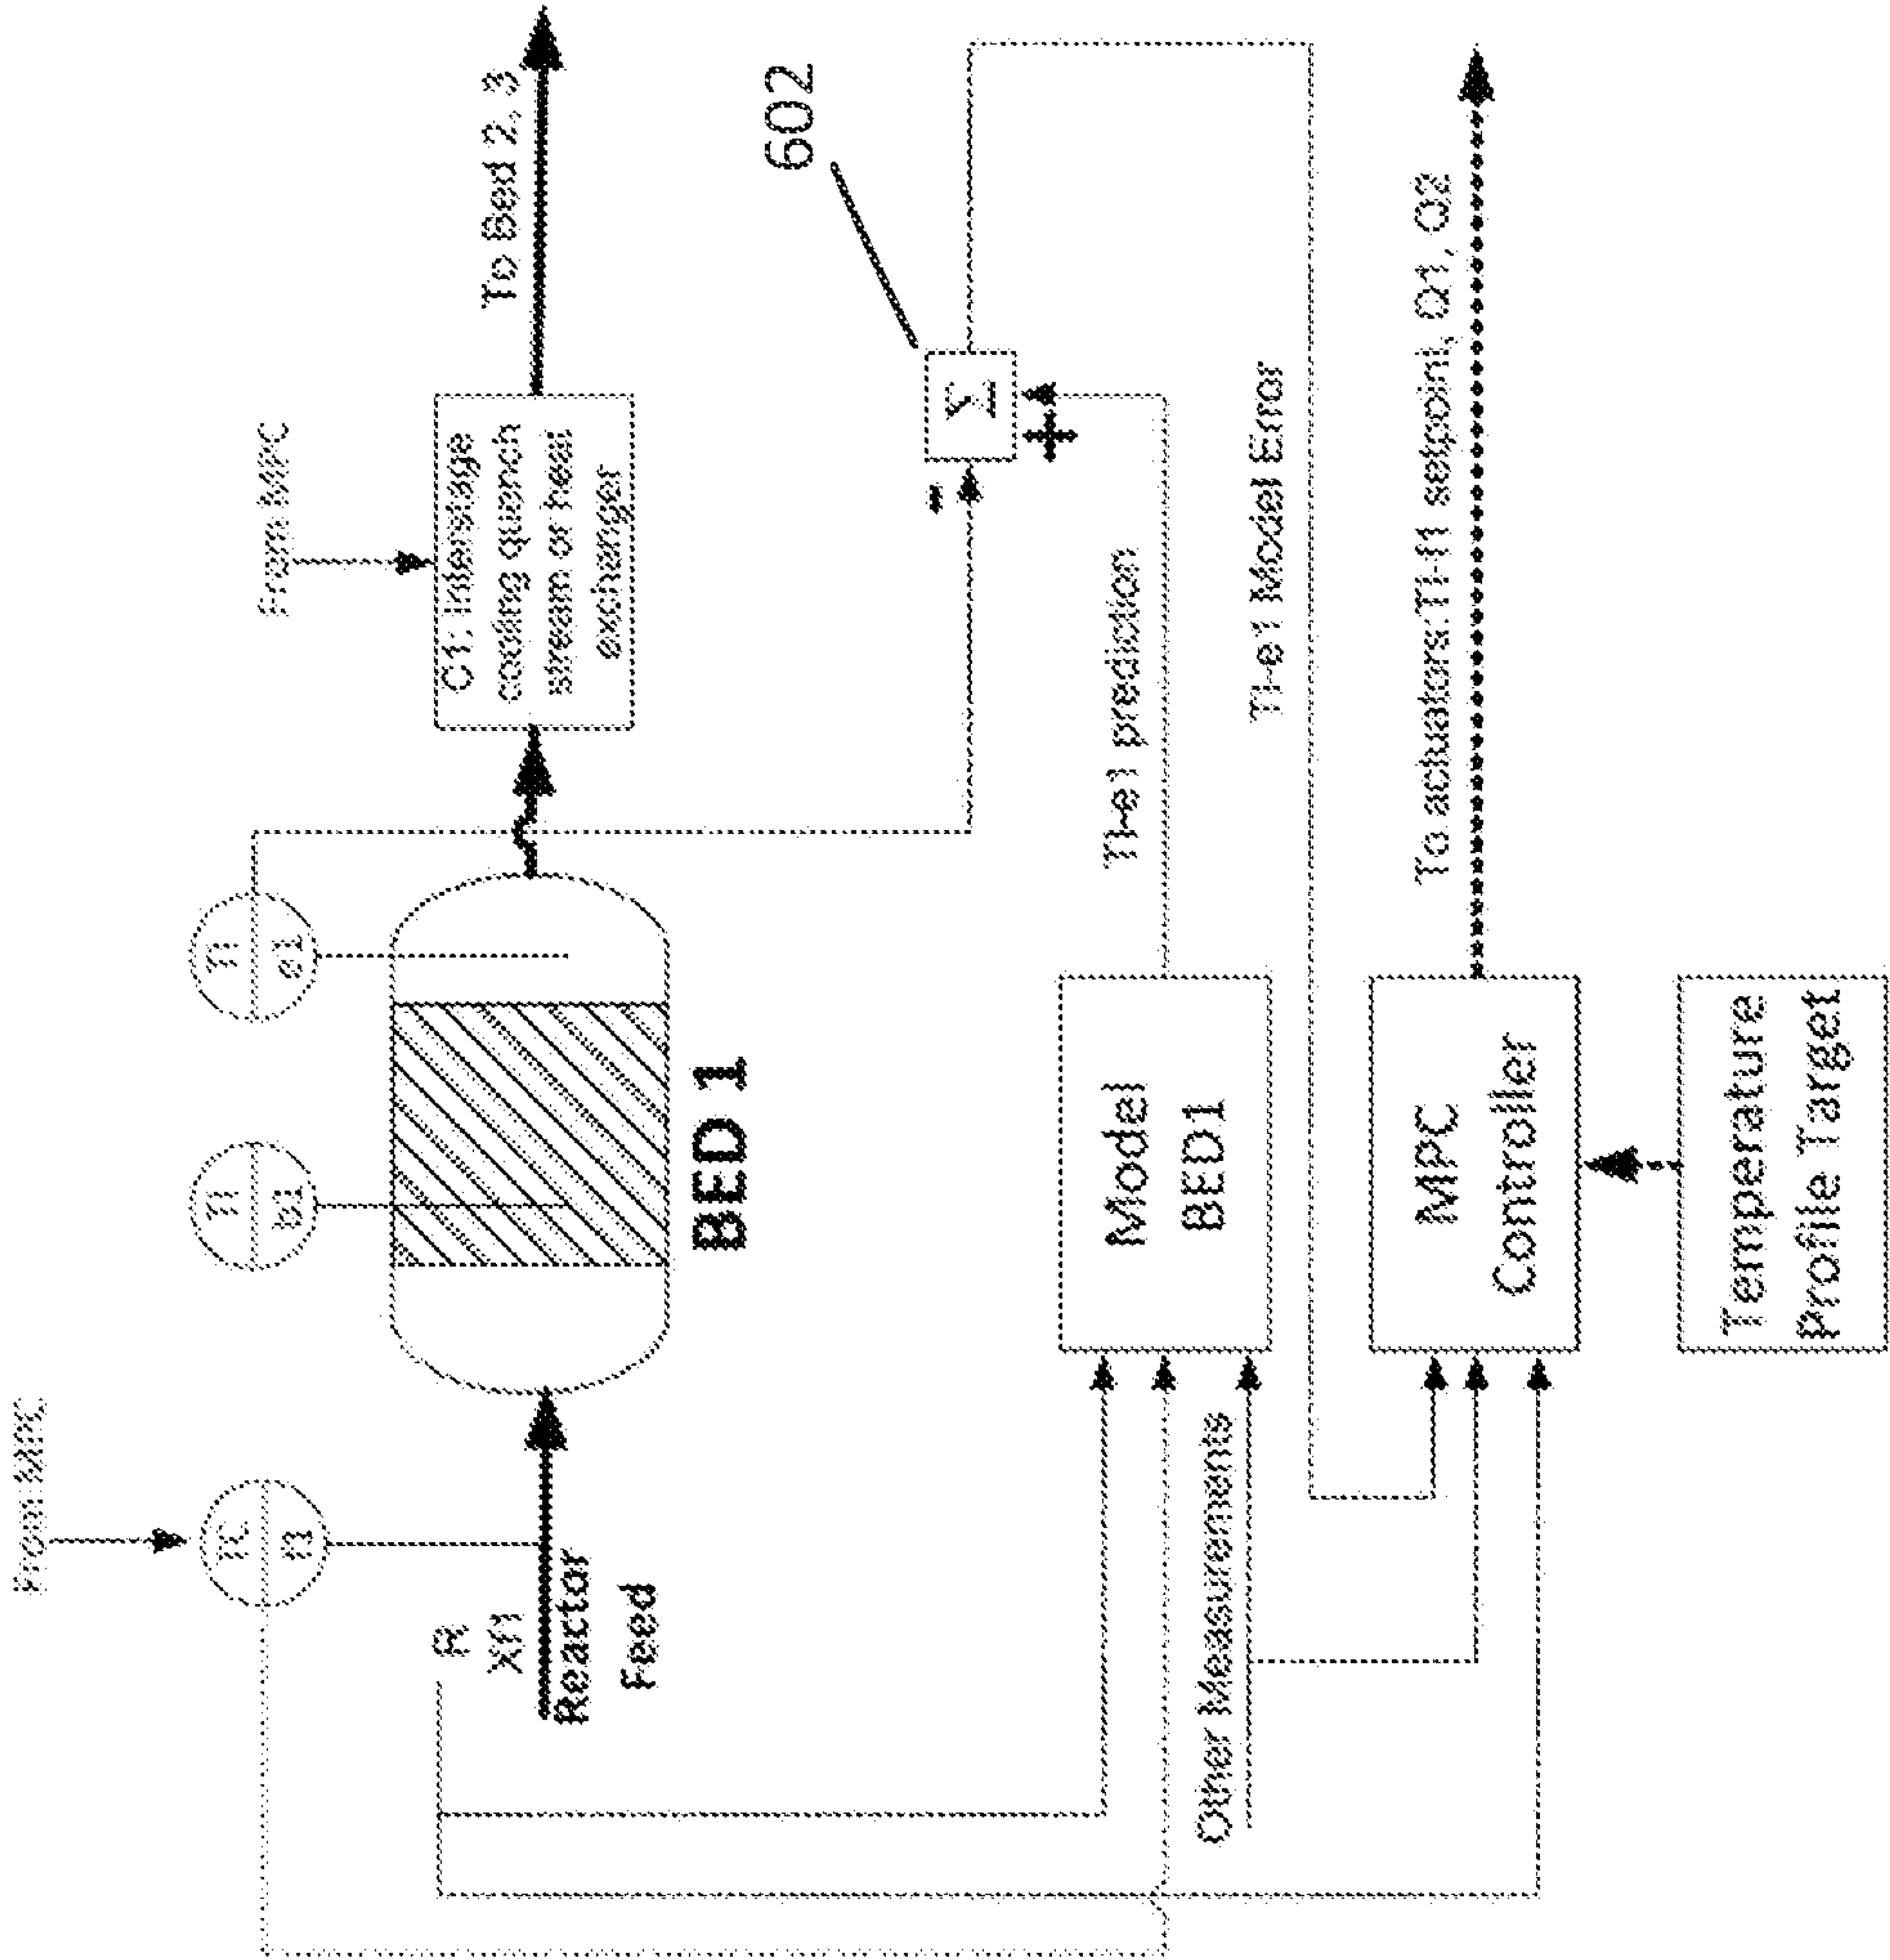 From MPC
TC
f1
TI
b1
TI
e1
From MPC
C1: Interstage
cooling quench
stream or heat
exchanger
To Bed 2, 3
R
Xf1
Reactor
Feed
BED 1
602
-
Σ
+
TI-e1 prediction
Model
BED1
Other Measurements
TI-e1 Model Error
MPC
Controller
To actuators:TI-f1 setpoint, Q1, Q2
Temperature
Profile Target